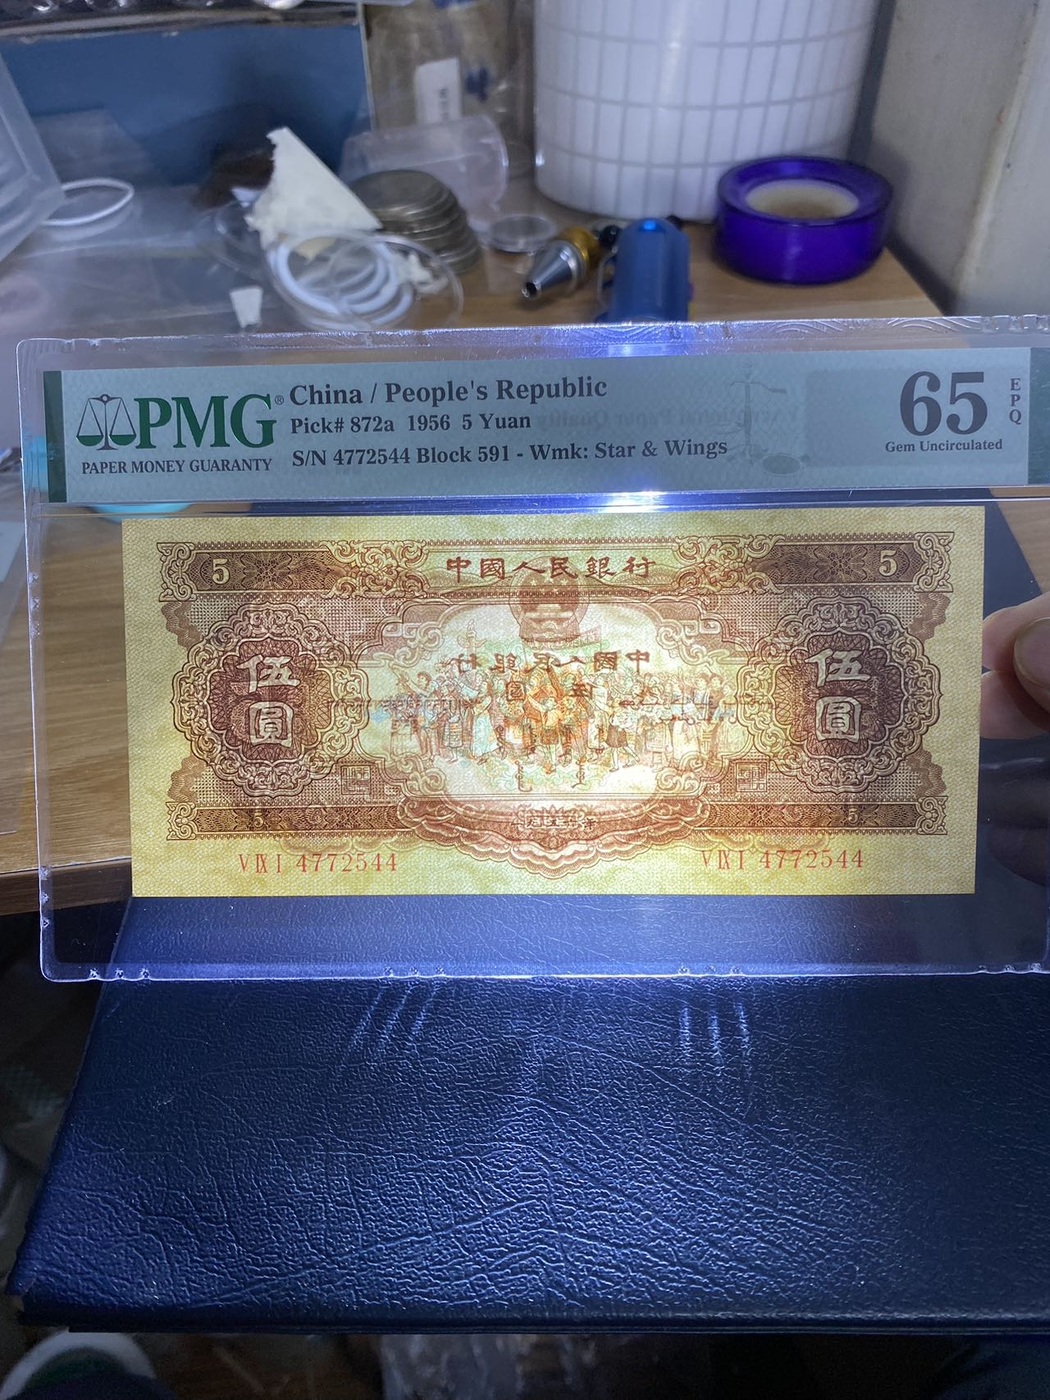 PMG®
PAPER MONEY GUARANTY
China / People's Republic
Pick# 872a 1956 5 Yuan
S/N 4772544 Block 591 - Wmk: Star & Wings
65
EPQ
Gem Uncirculated
中國人民銀行
5
5
伍圓
伍圓
5
5
VⅨI 4772544
VⅨI 4772544